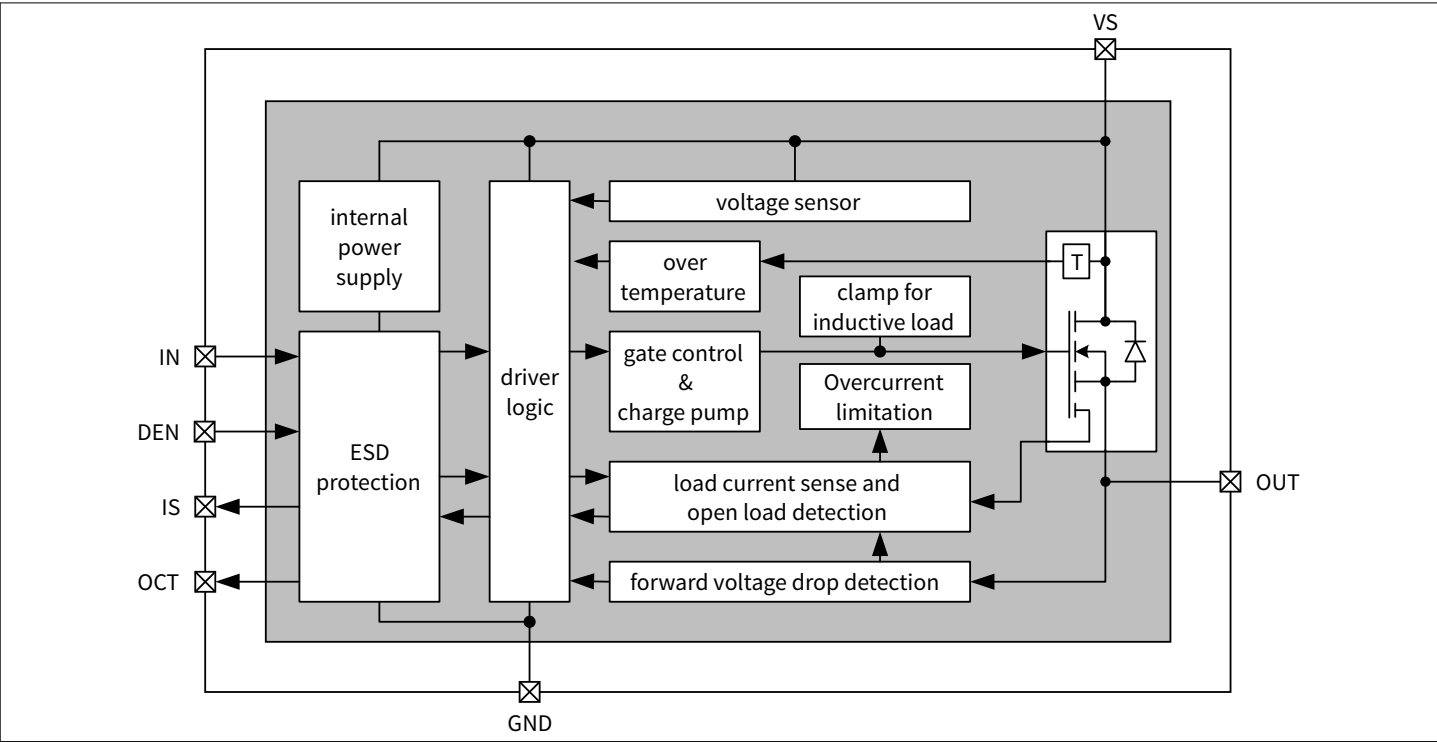 VS
internal
power
supply
voltage sensor
over
temperature
T
clamp for
inductive load
IN
ESD
protection
driver
logic
gate control
&
charge pump
Overcurrent
limitation
DEN
IS
load current sense and
open load detection
OUT
OCT
forward voltage drop detection
GND